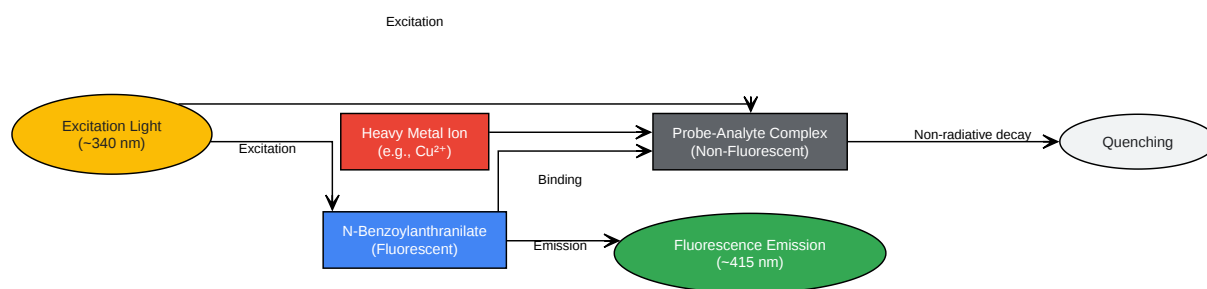 Excitation
Excitation Light
(~340 nm)
Excitation
Heavy Metal Ion
(e.g., Cu²⁺)
Probe-Analyte Complex
(Non-Fluorescent)
Non-radiative decay
Quenching
Binding
N-Benzoylanthranilate
(Fluorescent)
Emission
Fluorescence Emission
(~415 nm)